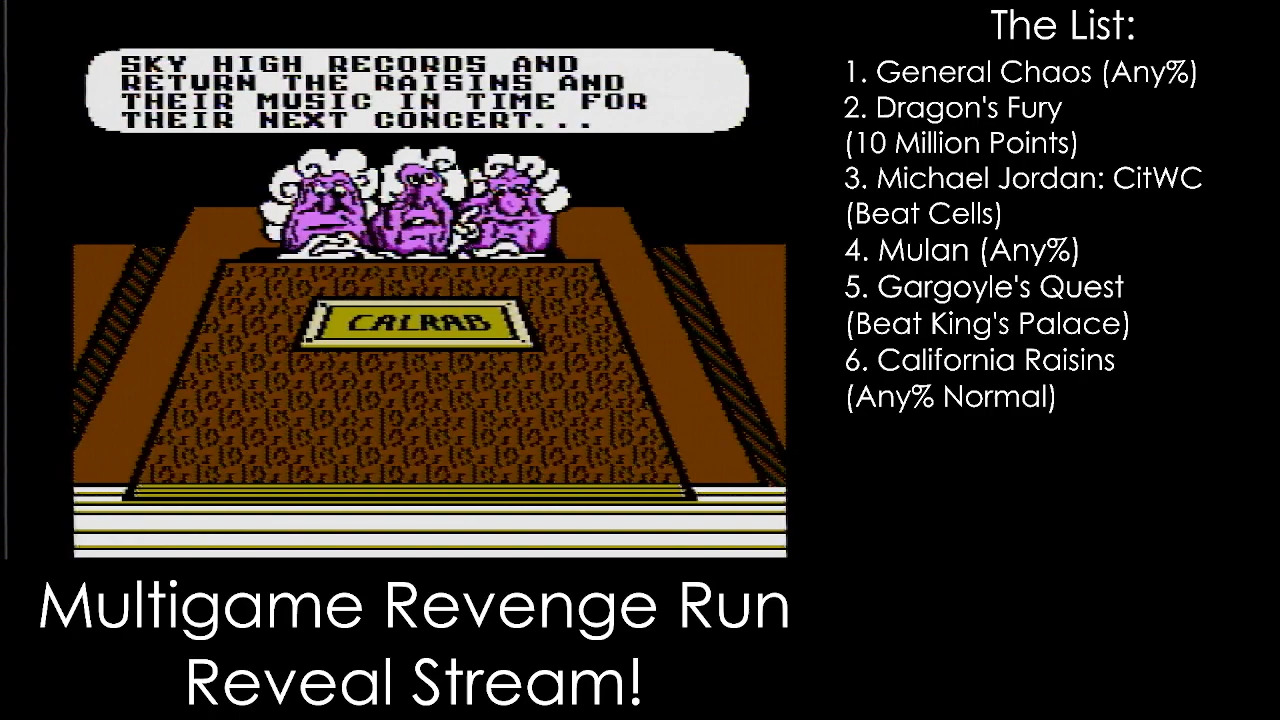 SKY HIGH RECORDS AND
RETURN THE RAISINS AND
THEIR MUSIC IN TIME FOR
THEIR NEXT CONCERT...
CALRAB
The List:
1. General Chaos (Any%)
2. Dragon's Fury
(10 Million Points)
3. Michael Jordan: CitWC
(Beat Cells)
4. Mulan (Any%)
5. Gargoyle's Quest
(Beat King's Palace)
6. California Raisins
(Any% Normal)
Multigame Revenge Run
Reveal Stream!